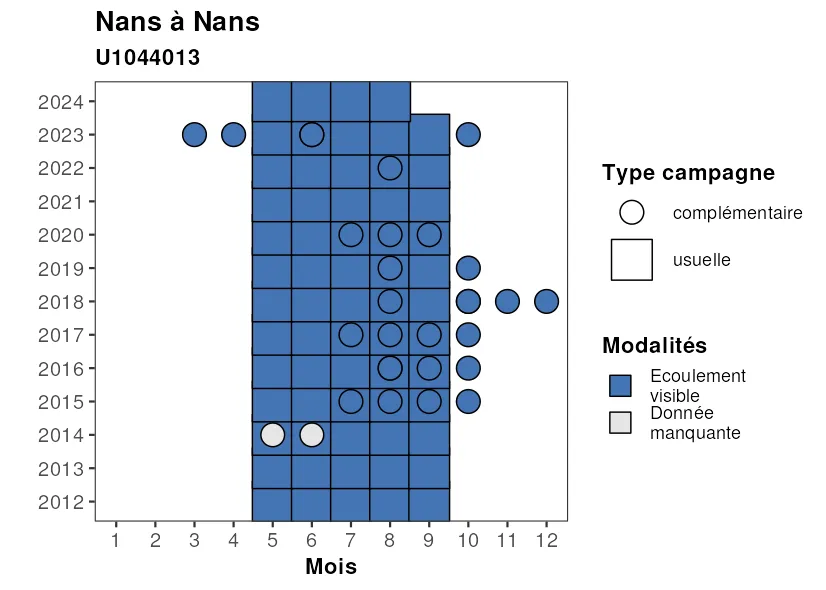 Nans à Nans
U1044013
2024
2023
2022
2021
2020
2019
2018
2017
2016
2015
2014
2013
2012
1 2 3 4 5 6 7 8 9 10 11 12
Mois
Type campagne
complémentaire
usuelle
Modalités
Ecoulement
visible
Donnée
manquante